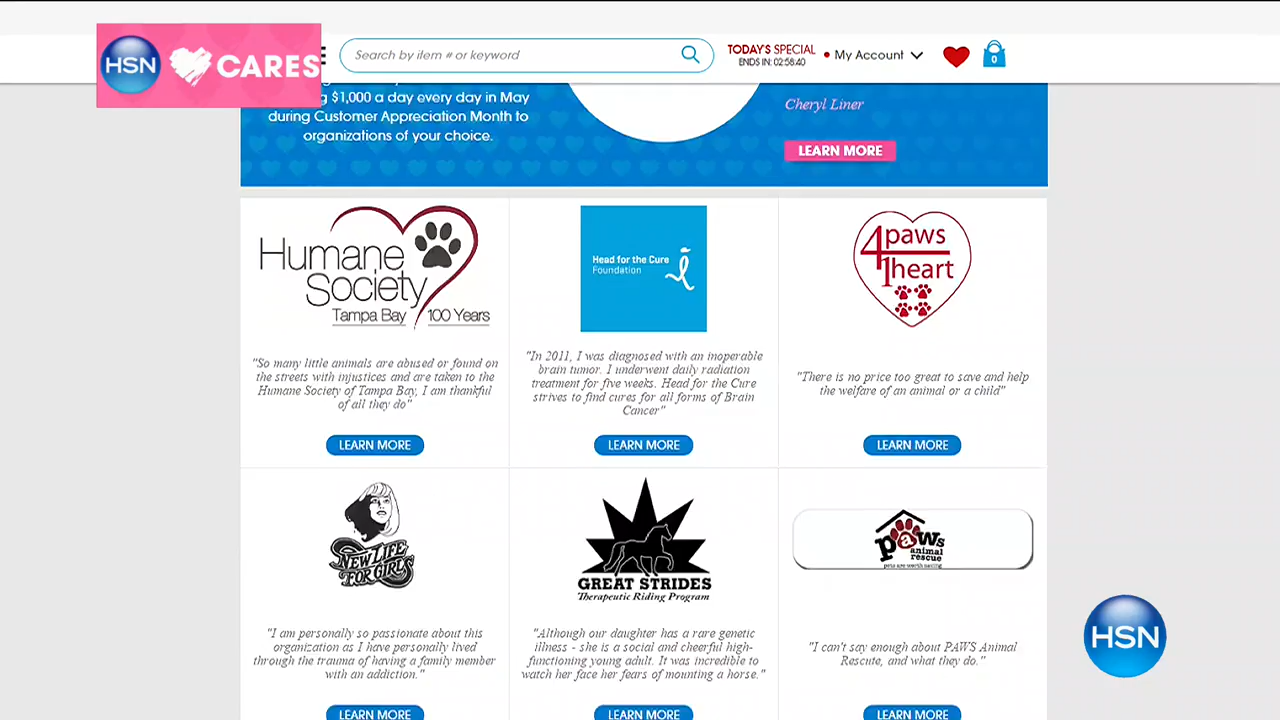 HSN CARES
Search by item # or keyword
TODAY'S SPECIAL
ENDS IN: 02:58:40
My Account
0
g $1,000 a day every day in May
during Customer Appreciation Month to
organizations of your choice.
Cheryl Liner
LEARN MORE
Humane
Society
Tampa Bay 100 Years
"So many little animals are abused or found on
the streets with injustices and are taken to the
Humane Society of Tampa Bay, I am thankful
of all they do"
LEARN MORE
Head for the Cure
Foundation
"In 2011, I was diagnosed with an inoperable
brain tumor. I underwent daily radiation
treatment for five weeks. Head for the Cure
strives to find cures for all forms of Brain
Cancer"
LEARN MORE
4paws
1heart
"There is no price too great to save and help
the welfare of an animal or a child"
LEARN MORE
NEW LIFE
FOR GIRLS
"I am personally so passionate about this
organization as I have personally lived
through the trauma of having a family member
with an addiction."
LEARN MORE
GREAT STRIDES
Therapeutic Riding Program
"Although our daughter has a rare genetic
illness - she is a social and cheerful high-
functioning young adult. It was incredible to
watch her face her fears of mounting a horse."
LEARN MORE
paws
animal
rescue
pets are worth saving
"I can't say enough about PAWS Animal
Rescute, and what they do."
LEARN MORE
HSN